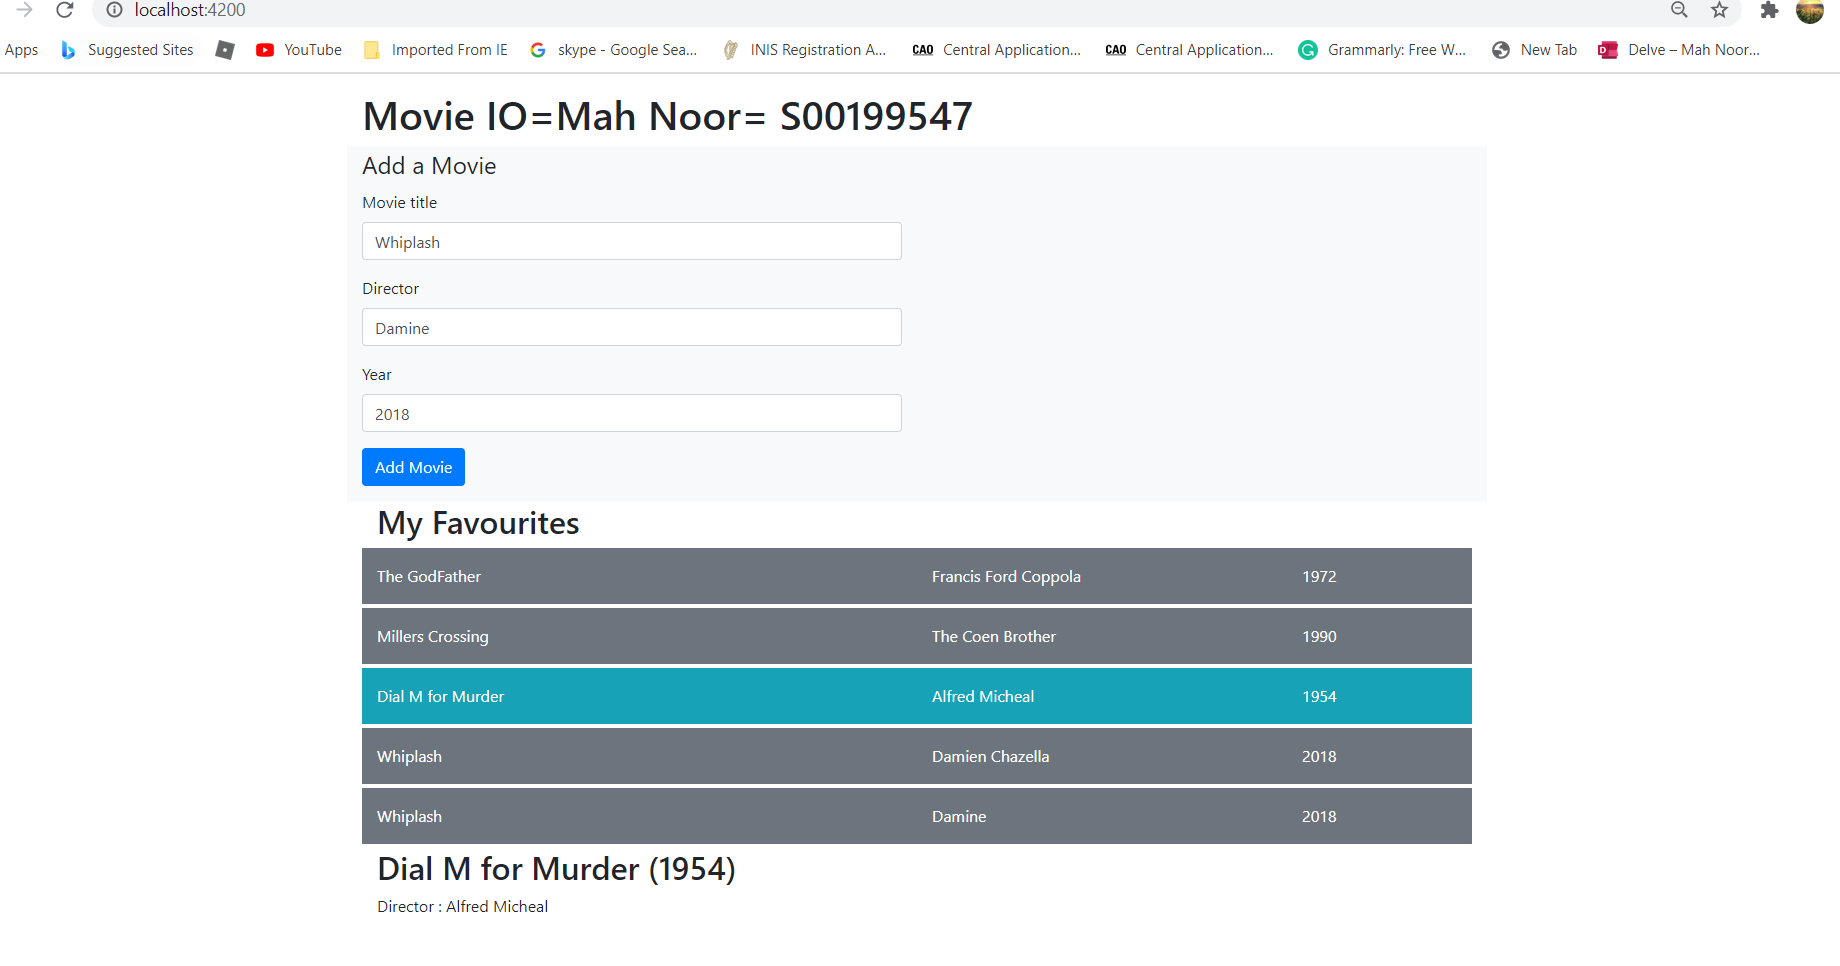 localhost:4200
Apps Suggested Sites YouTube Imported From IE skype - Google Sea... INIS Registration A... CAO Central Application... CAO Central Application... Grammarly: Free W... New Tab D Delve – Mah Noor...
Movie IO=Mah Noor= S00199547
Add a Movie
Movie title
Whiplash
Director
Damine
Year
2018
Add Movie
My Favourites
The GodFather Francis Ford Coppola 1972
Millers Crossing The Coen Brother 1990
Dial M for Murder Alfred Micheal 1954
Whiplash Damien Chazella 2018
Whiplash Damine 2018
Dial M for Murder (1954)
Director : Alfred Micheal